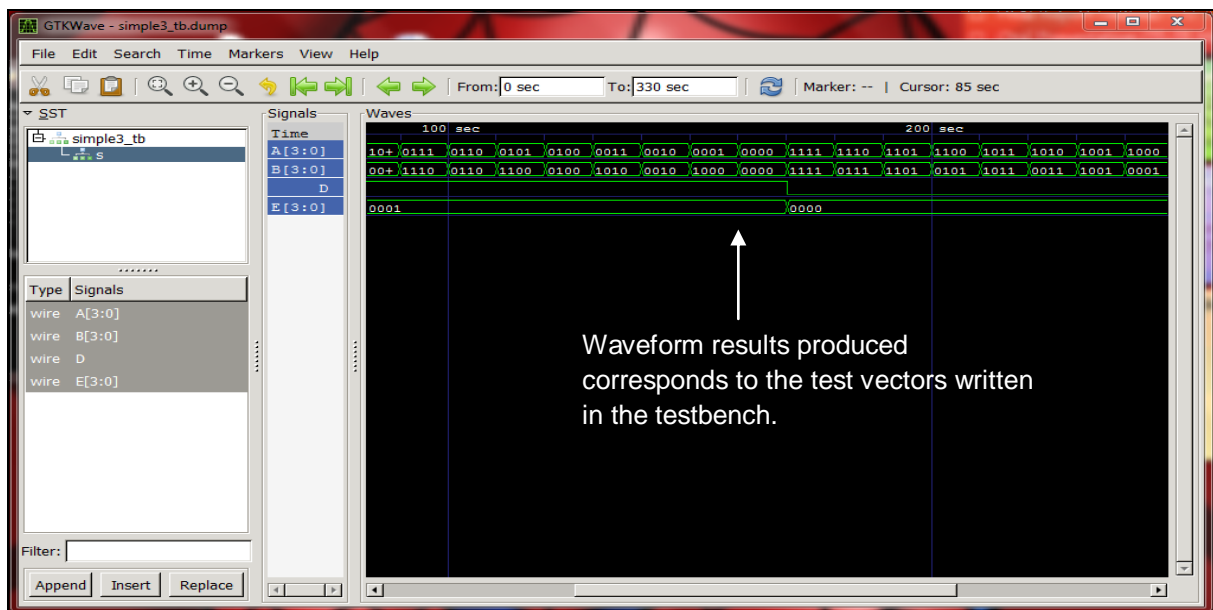 GTKWave - simple3_tb.dump
File Edit Search Time Markers View Help
From: 0 sec To: 330 sec Marker: -- | Cursor: 85 sec
SST
simple3_tb
s
Type Signals
wire A[3:0]
wire B[3:0]
wire D
wire E[3:0]
Filter:
Append Insert Replace
Signals
Time
A[3:0]
B[3:0]
D
E[3:0]
Waves
100 sec 200 sec
10+ 0111 0110 0101 0100 0011 0010 0001 0000 1111 1110 1101 1100 1011 1010 1001 1000
00+ 1110 0110 1100 0100 1010 0010 1000 0000 1111 0111 1101 0101 1011 0011 1001 0001
0001 0000
Waveform results produced
corresponds to the test vectors written
in the testbench.